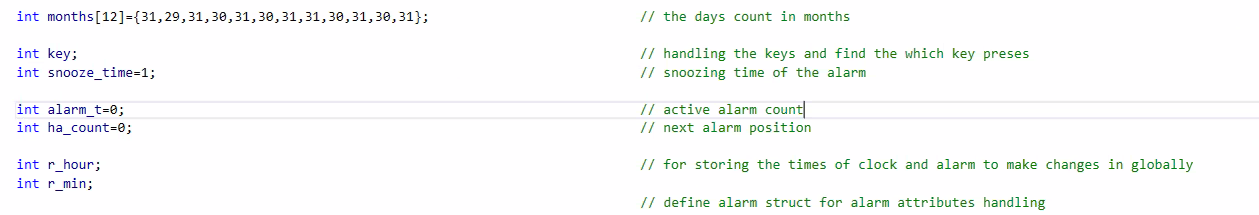 int months[12]={31,29,31,30,31,30,31,31,30,31,30,31}; // the days count in months
int key; // handling the keys and find the which key preses
int snooze_time=1; // snoozing time of the alarm
int alarm_t=0; // active alarm count
int ha_count=0; // next alarm position
int r_hour; // for storing the times of clock and alarm to make changes in globally
int r_min;
// define alarm struct for alarm attributes handling